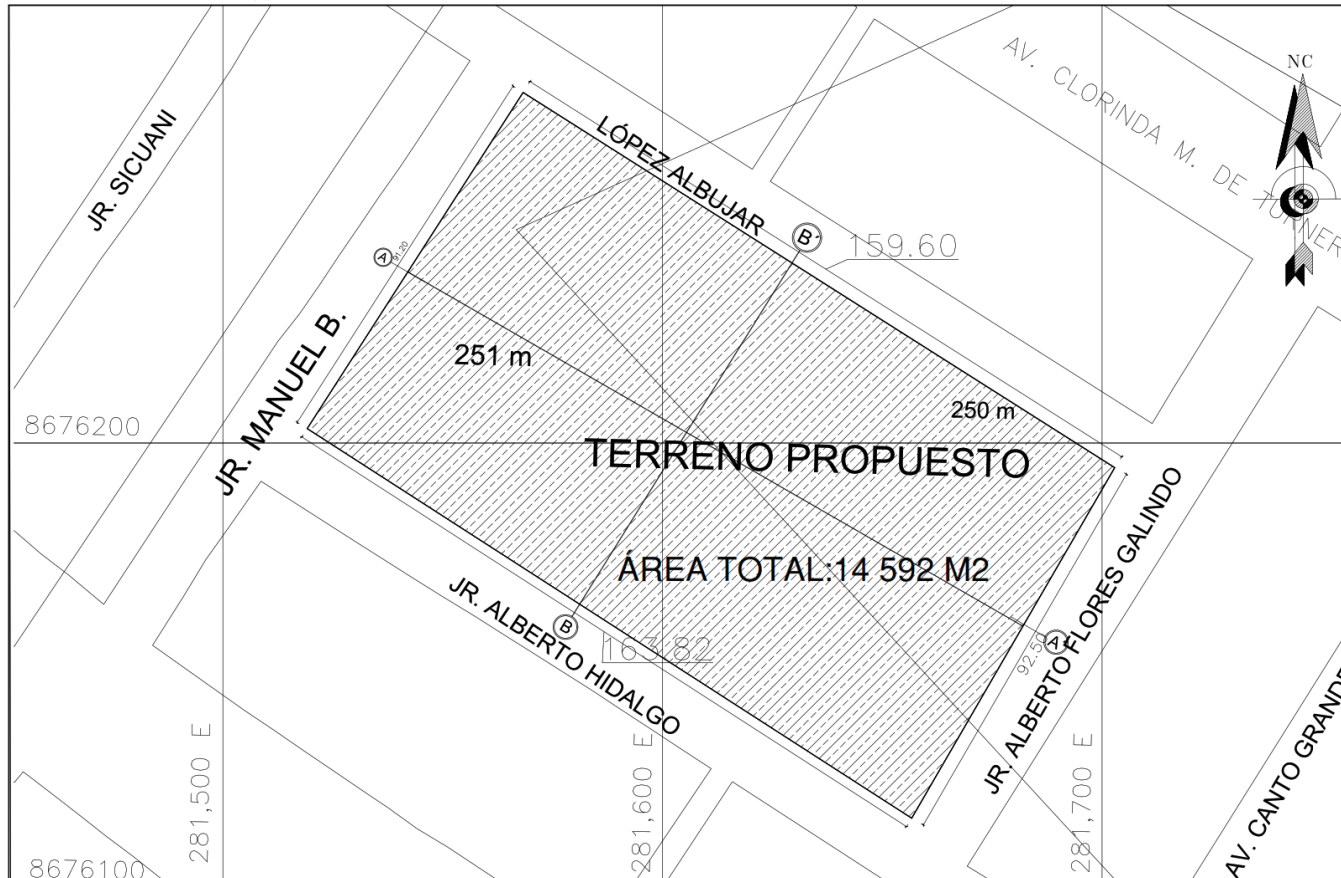 NC
AV. CLORINDA M. DE TURNER
JR. SICUANI
LÓPEZ ALBUJAR
B'
159.60
A
91.20
251 m
JR. MANUEL B.
250 m
8676200
TERRENO PROPUESTO
ÁREA TOTAL:14 592 M2
JR. ALBERTO FLORES GALINDO
JR. ALBERTO HIDALGO
B
163.82
A'
92.50
AV. CANTO GRANDE
281,500 E
281,600 E
281,700 E
8676100